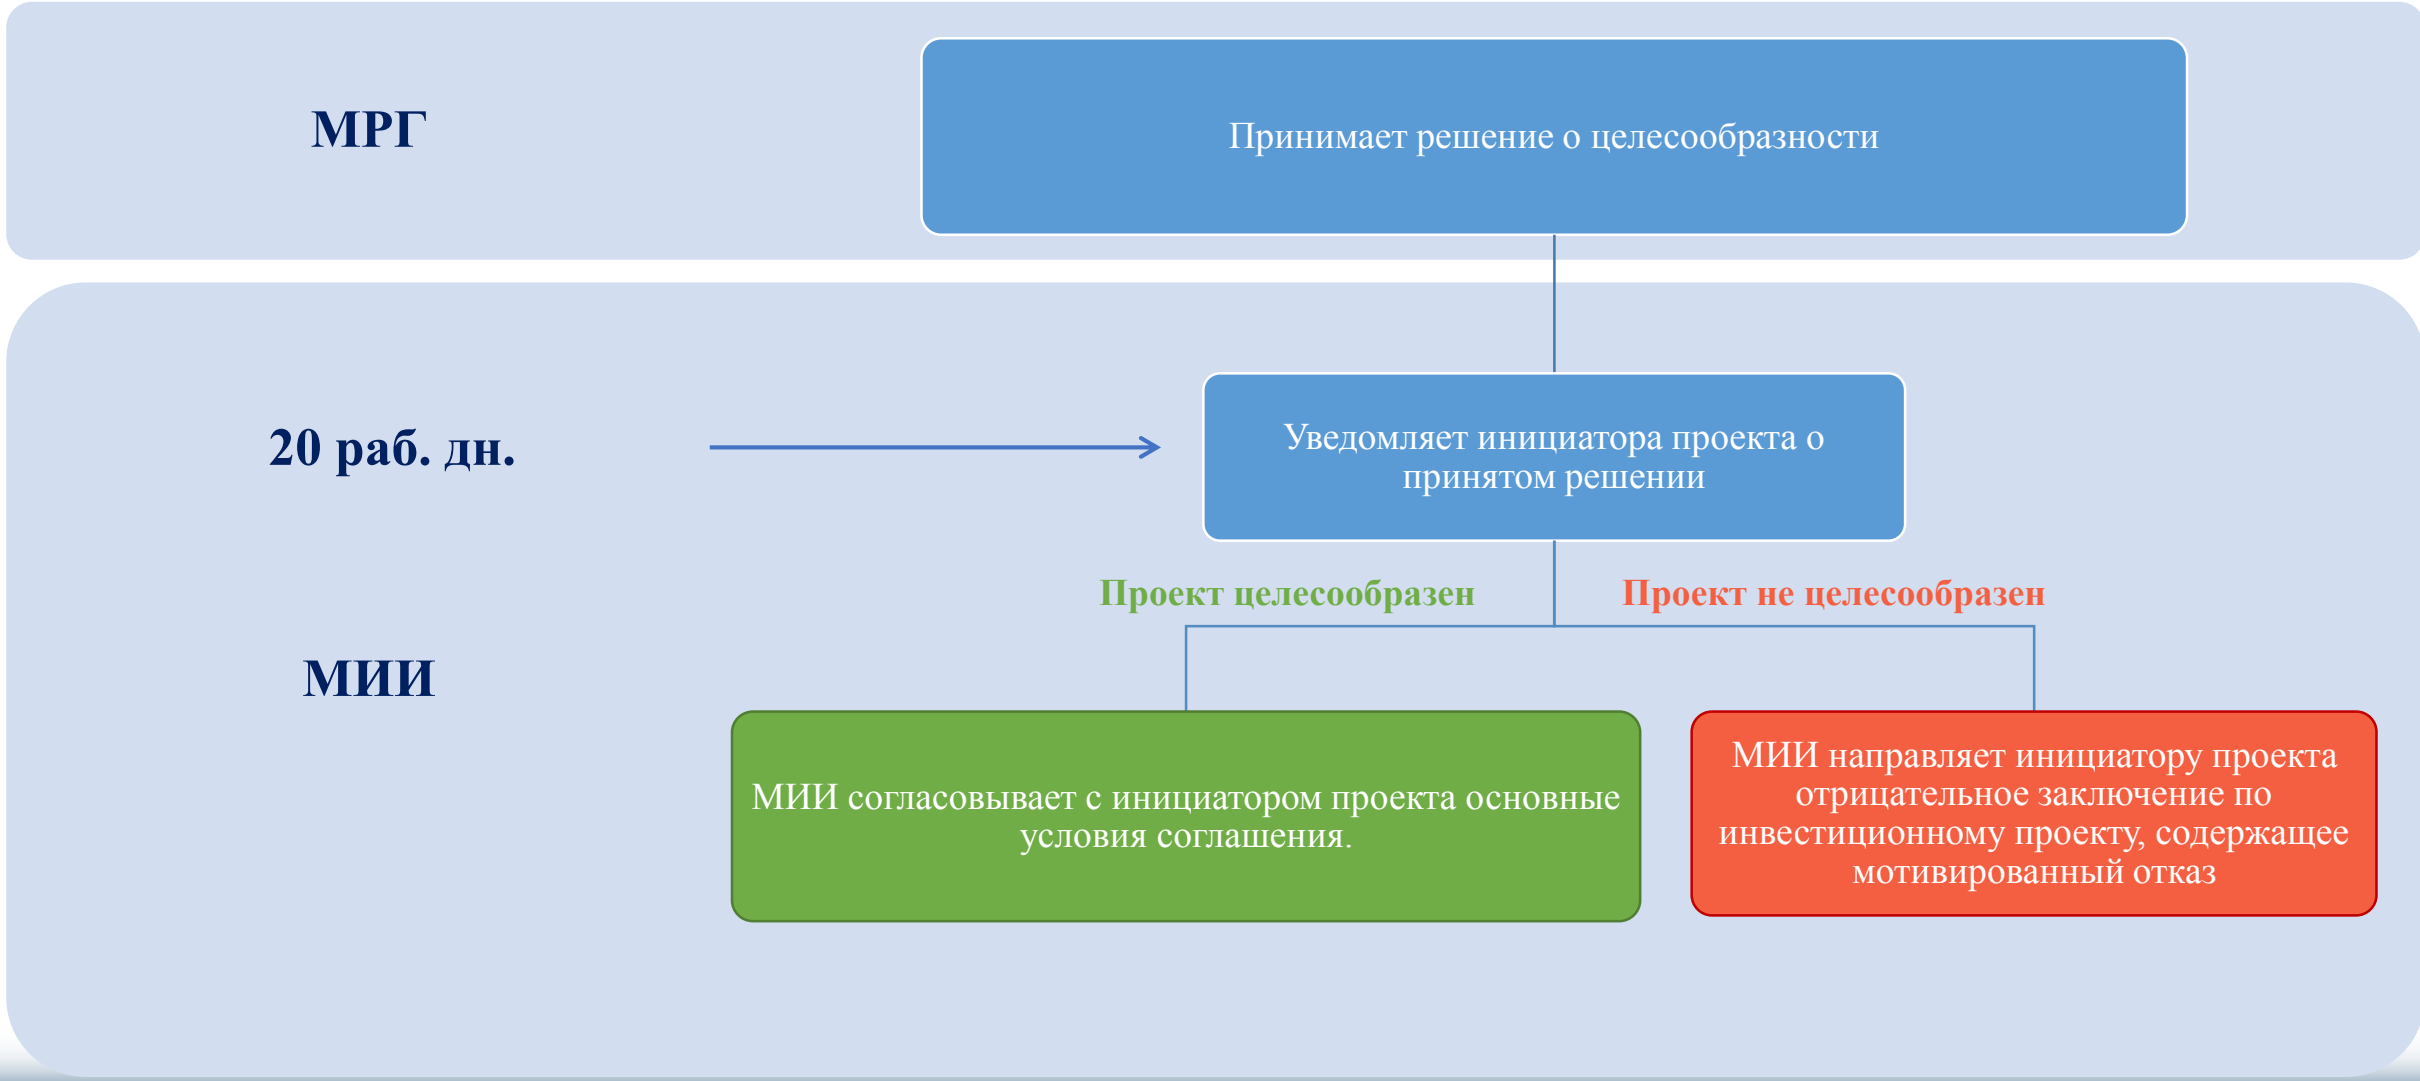 МРГ
Принимает решение о целесообразности
20 раб. дн.
Уведомляет инициатора проекта о
принятом решении
Проект целесообразен
Проект не целесообразен
МИИ
МИИ согласовывает с инициатором проекта основные
условия соглашения.
МИИ направляет инициатору проекта
отрицательное заключение по
инвестиционному проекту, содержащее
мотивированный отказ